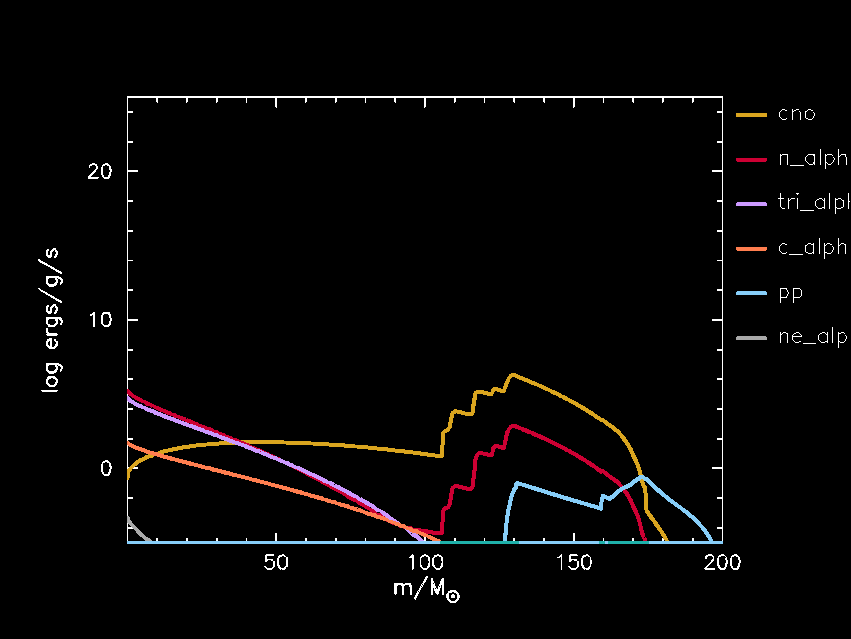 cno
n_alph
tri_alph
c_alph
pp
ne_alp
log ergs/g/s
20
10
0
50 100 150 200
m/M☉